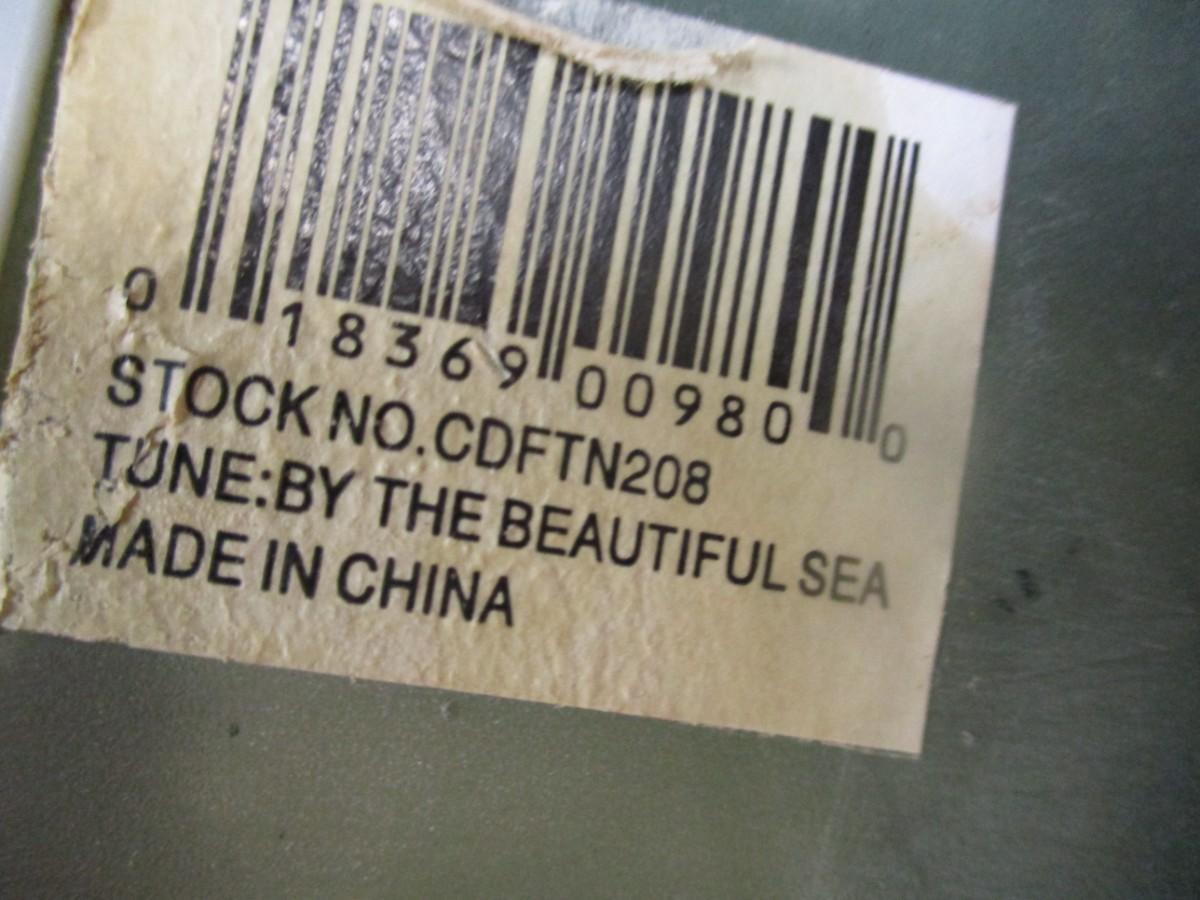 0 18369 00980 0
STOCK NO.CDFTN208
TUNE:BY THE BEAUTIFUL SEA
MADE IN CHINA